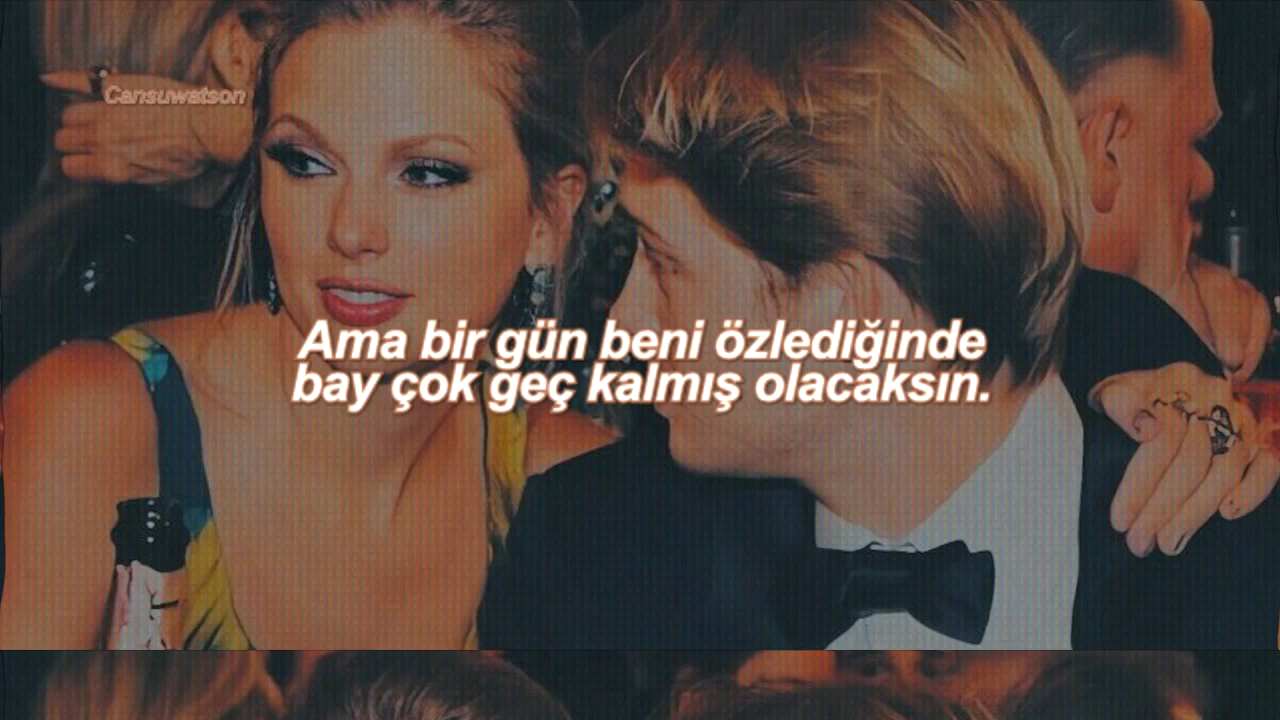 Cansuwatson
Ama bir gün beni özlediğinde
bay çok geç kalmış olacaksın.